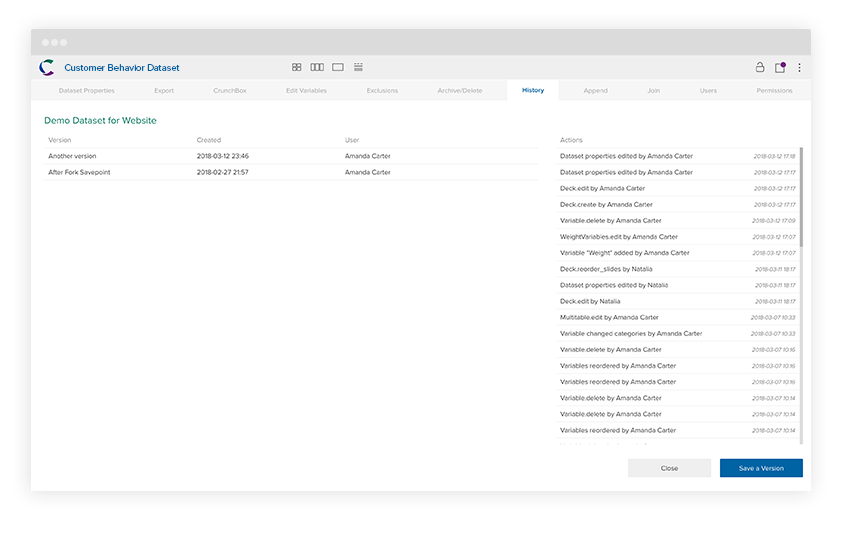 Customer Behavior Dataset
Dataset Properties Export CrunchBox Edit Variables Exclusions Archive/Delete History Append Join Users Permissions
Demo Dataset for Website
Version Created User
Another version 2018-03-12 23:46 Amanda Carter
After Fork Savepoint 2018-02-27 21:57 Amanda Carter
Actions
Dataset properties edited by Amanda Carter 2018-03-12 17:18
Dataset properties edited by Amanda Carter 2018-03-12 17:17
Deck.edit by Amanda Carter 2018-03-12 17:17
Deck.create by Amanda Carter 2018-03-12 17:17
Variable.delete by Amanda Carter 2018-03-12 17:09
WeightVariables.edit by Amanda Carter 2018-03-12 17:07
Variable "Weight" added by Amanda Carter 2018-03-12 17:07
Deck.reorder_slides by Natalia 2018-03-11 18:17
Dataset properties edited by Natalia 2018-03-11 18:17
Deck.edit by Natalia 2018-03-11 18:17
Multitable.edit by Amanda Carter 2018-03-07 10:33
Variable changed categories by Amanda Carter 2018-03-07 10:33
Variable.delete by Amanda Carter 2018-03-07 10:16
Variables reordered by Amanda Carter 2018-03-07 10:16
Variables reordered by Amanda Carter 2018-03-07 10:16
Variable.delete by Amanda Carter 2018-03-07 10:14
Variable.delete by Amanda Carter 2018-03-07 10:14
Variables reordered by Amanda Carter 2018-03-07 10:14
Close Save a Version